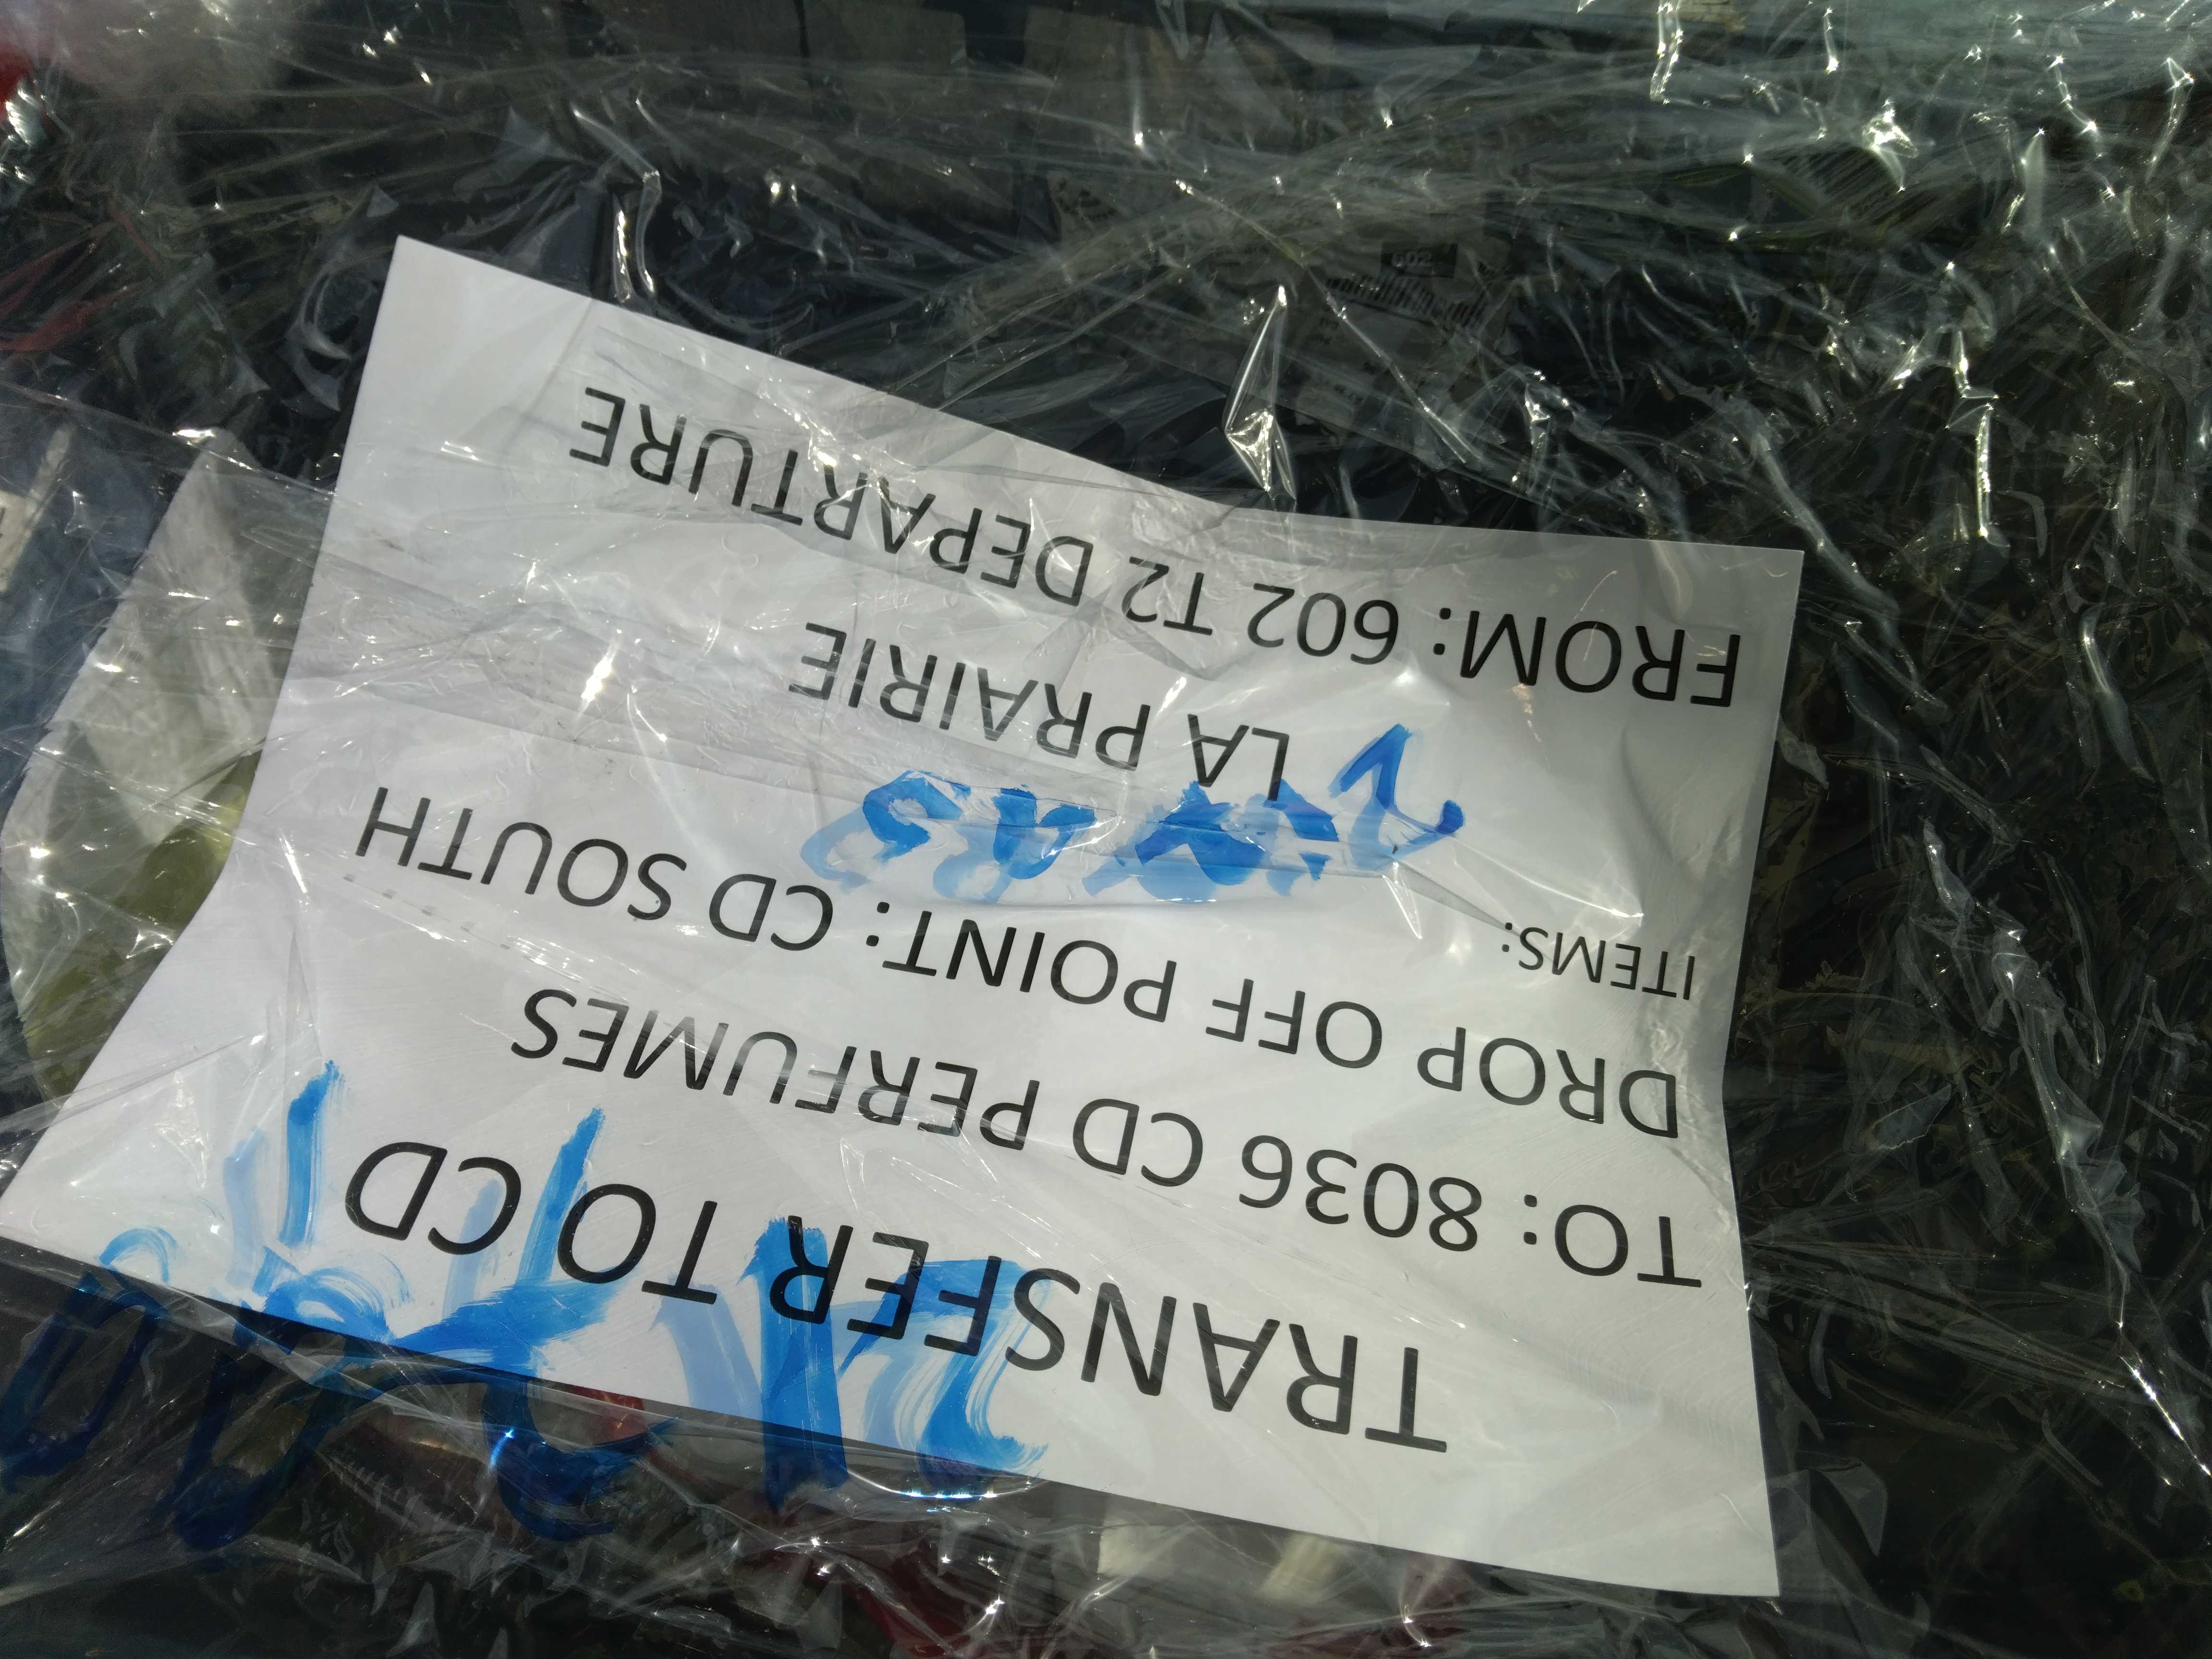 TRANSFER TO CD
TO: 8036 CD PERFUMES
DROP OFF POINT: CD SOUTH
ITEMS:
LA PRAIRIE
FROM: 602 T2 DEPARTURE
602